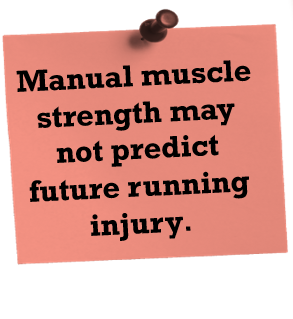 Manual muscle
strength may
not predict
future running
injury.